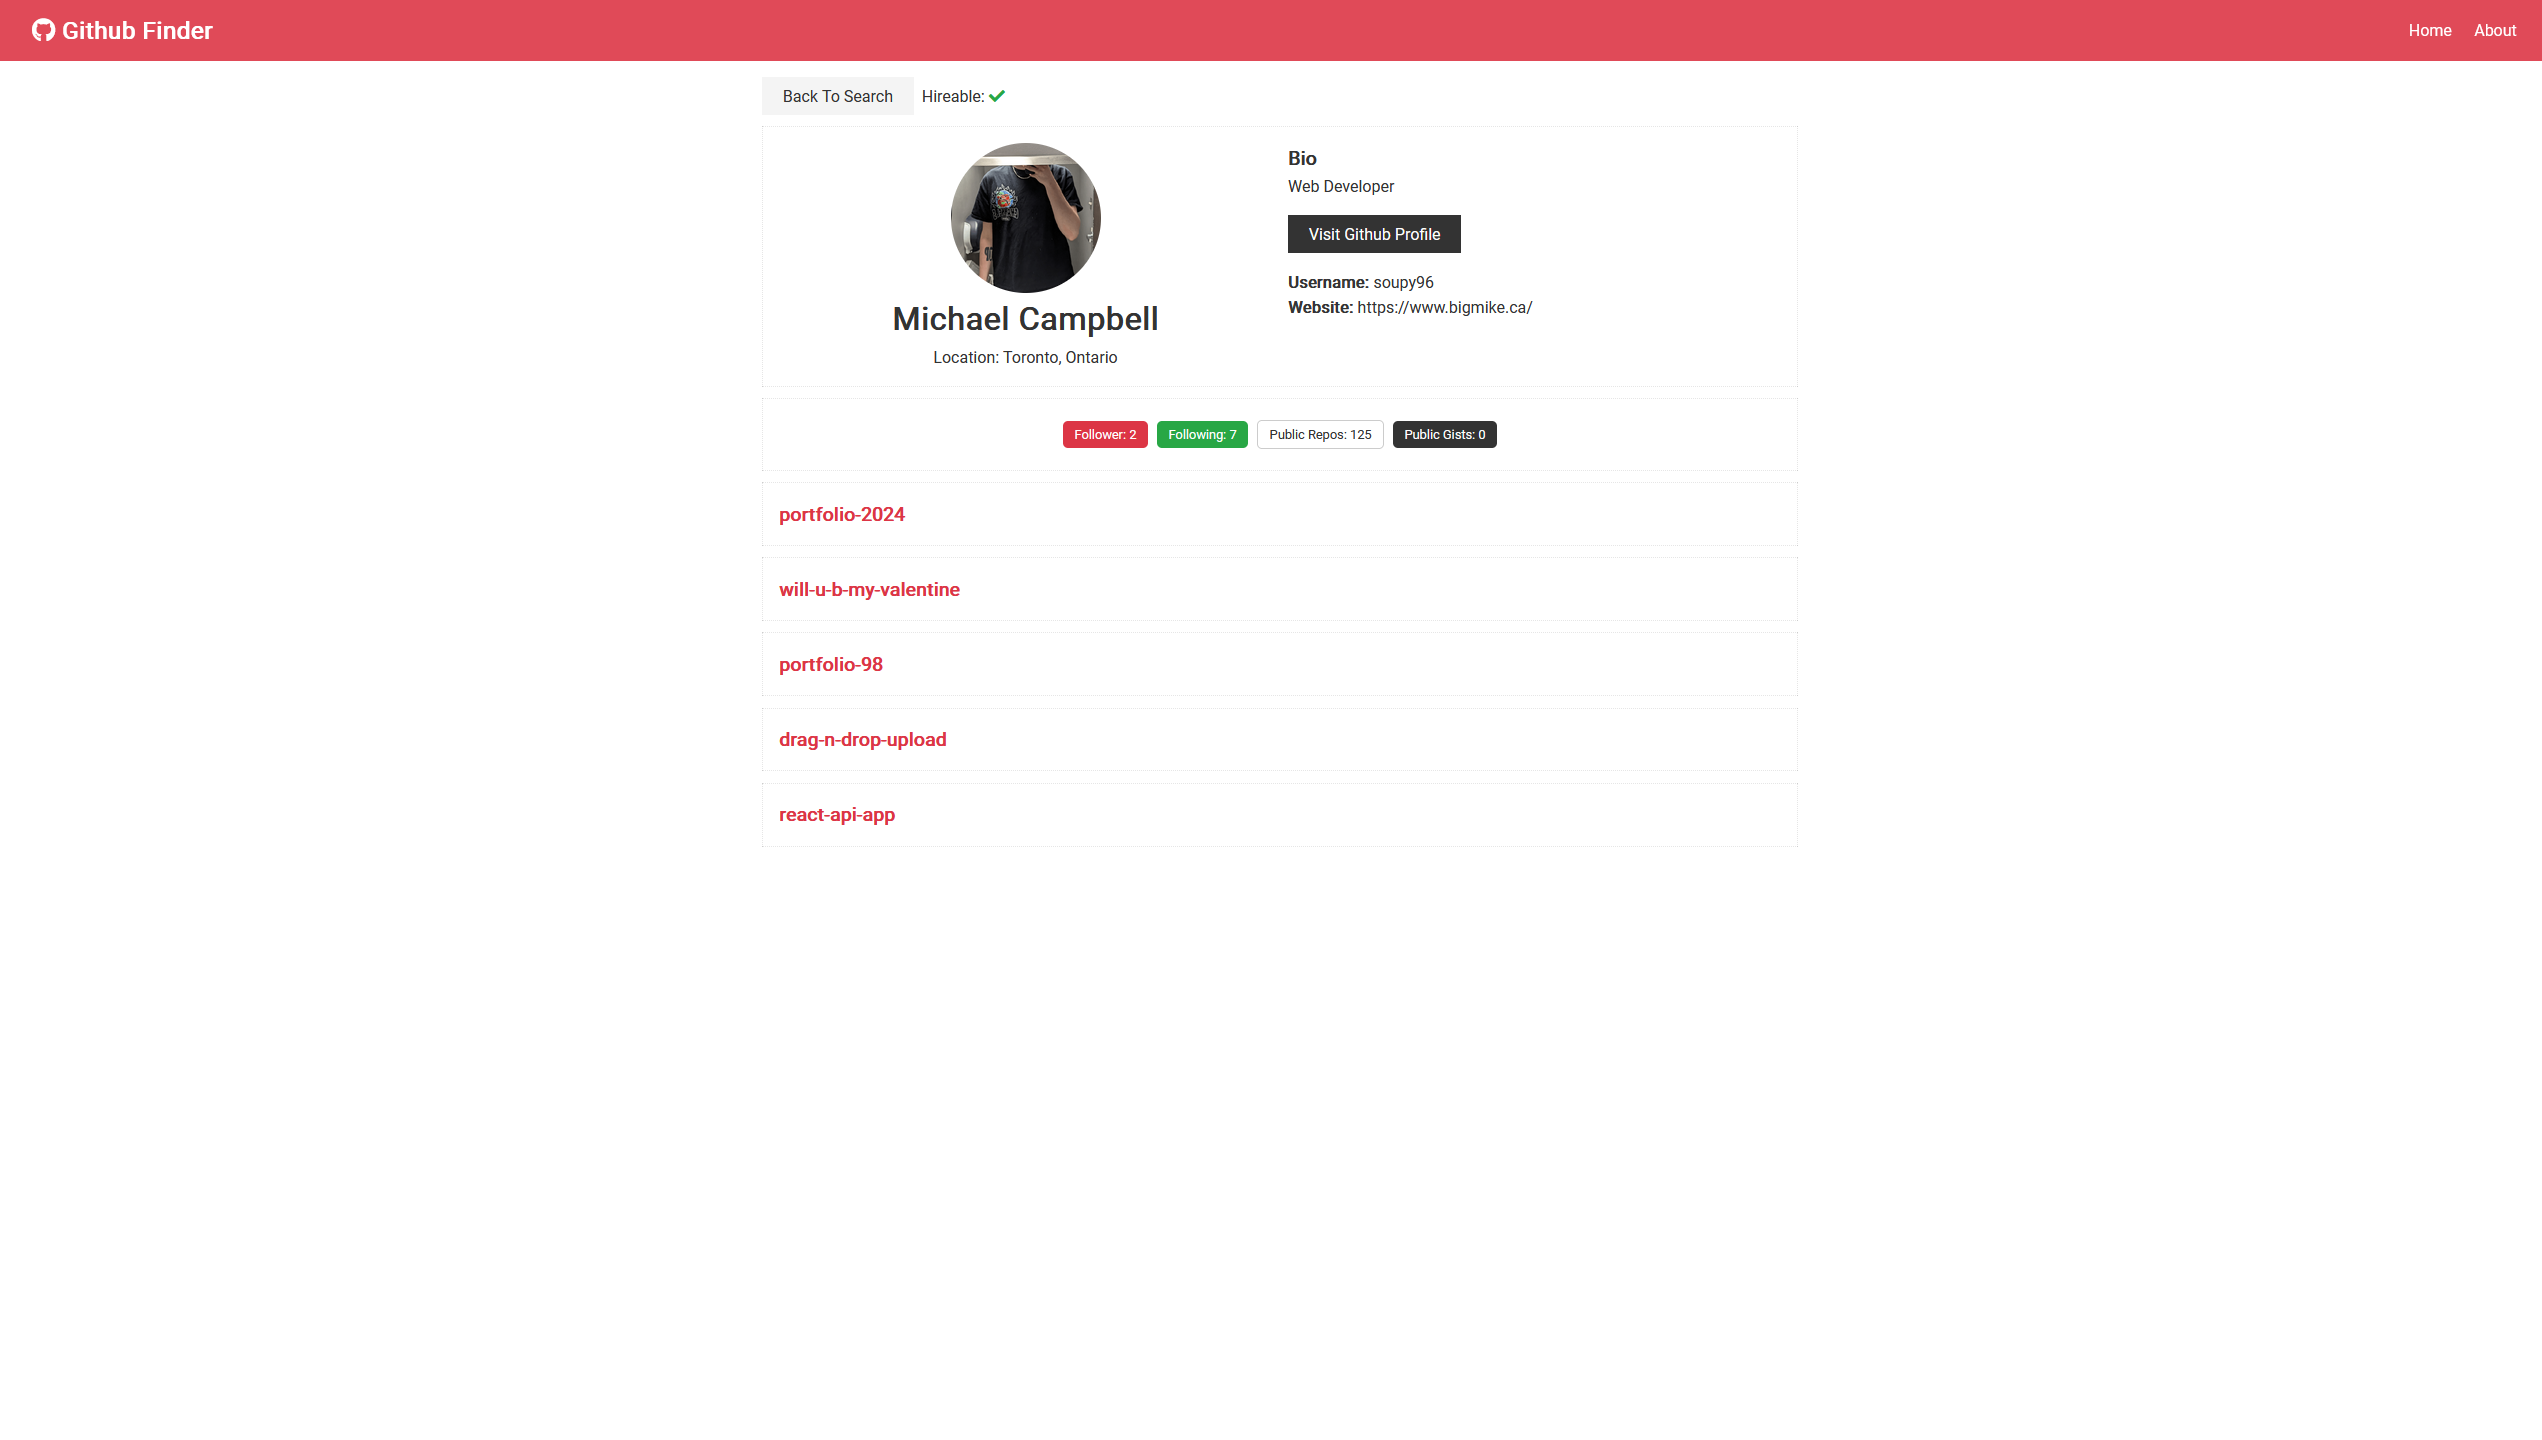 Github Finder
Home About
Back To Search Hireable:
Bio
Web Developer
Visit Github Profile
Username: soupy96
Website: https://www.bigmike.ca/
Michael Campbell
Location: Toronto, Ontario
Follower: 2 Following: 7 Public Repos: 125 Public Gists: 0
portfolio-2024
will-u-b-my-valentine
portfolio-98
drag-n-drop-upload
react-api-app